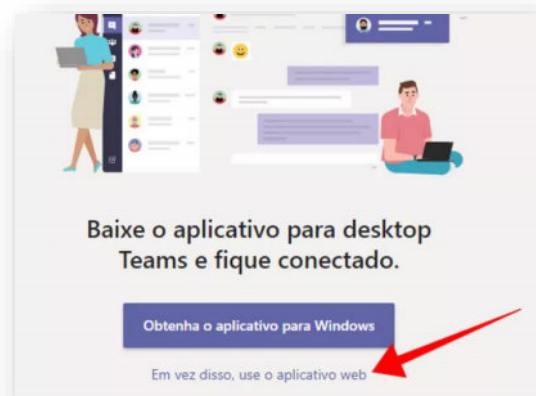 Baixe o aplicativo para desktop
Teams e fique conectado.
Obtenha o aplicativo para Windows
Em vez disso, use o aplicativo web